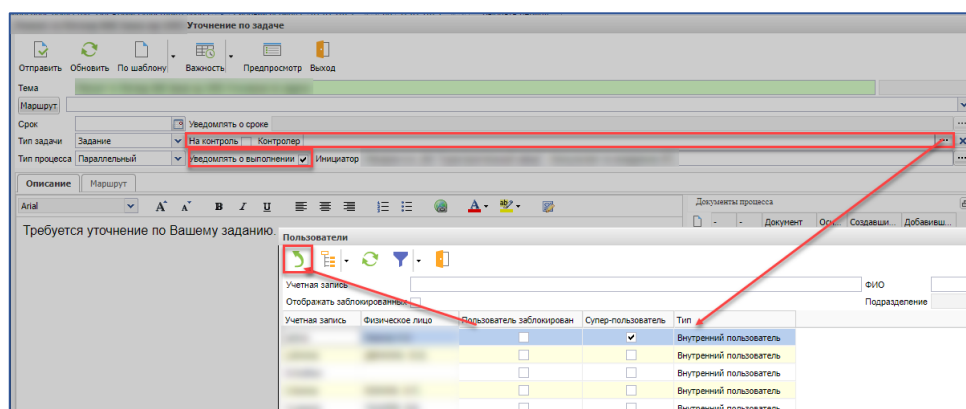 Уточнение по задаче
Отправить Обновить По шаблону Важность Предпросмотр Выход
Тема
Маршрут
Срок Уведомлять о сроке ...
Тип задачи Задание На контроль Контролер ...
Тип процесса Параллельный Уведомлять о выполнении Инициатор ...
Описание Маршрут
Arial A A B I U A ab Документы процесса
- - Документ Осн... Создавши... Добавивш...
Требуется уточнение по Вашему заданию.
Пользователи
Учетная запись ФИО
Отображать заблокированных Подразделение
Учетная запись Физическое лицо Пользователь заблокирован Супер-пользователь Тип
Внутренний пользователь
Внутренний пользователь
Внутренний пользователь
Внутренний пользователь
Внутренний пользователь